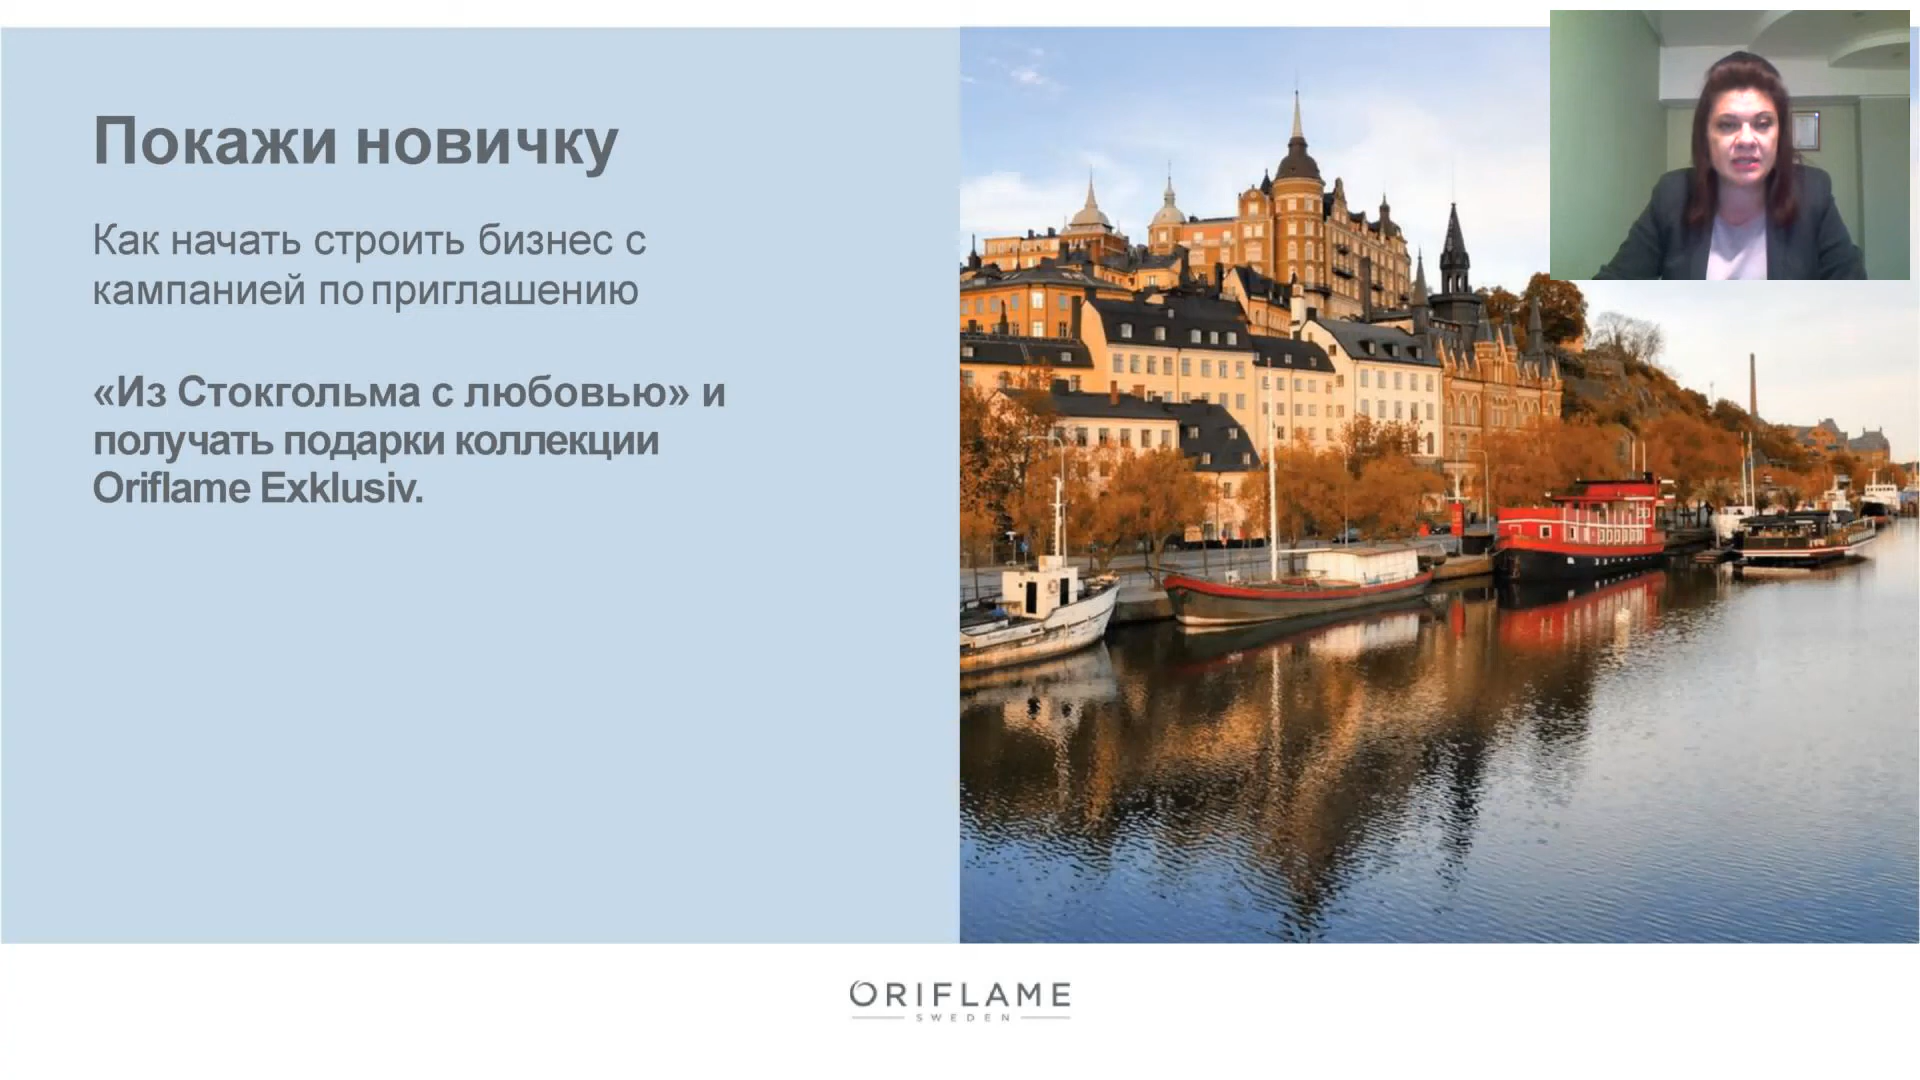 Покажи новичку
Как начать строить бизнес с
кампанией по приглашению
«Из Стокгольма с любовью» и
получать подарки коллекции
Oriflame Exklusiv.
ORIFLAME
SWEDEN